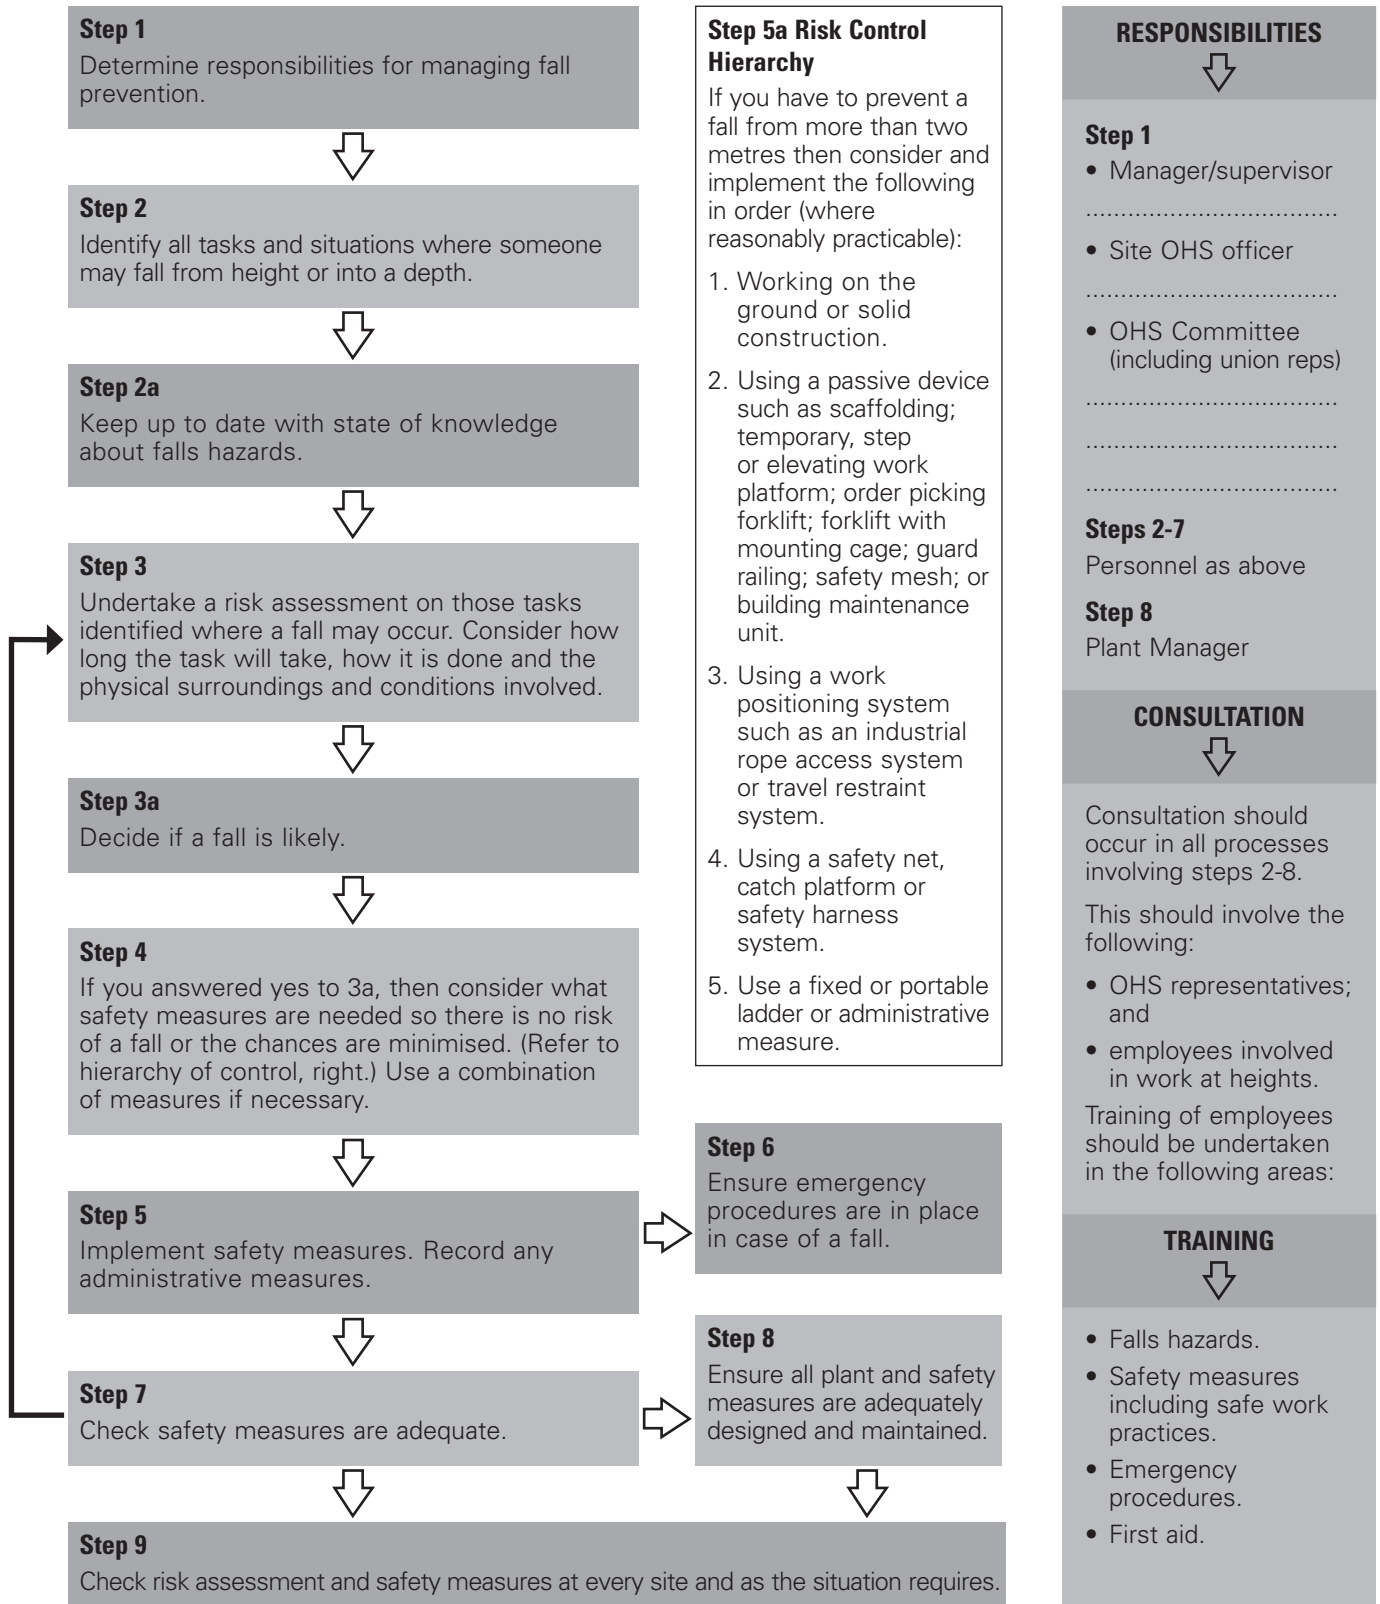 Step 1
Determine responsibilities for managing fall
prevention.
Step 2
Identify all tasks and situations where someone
may fall from height or into a depth.
Step 2a
Keep up to date with state of knowledge
about falls hazards.
Step 3
Undertake a risk assessment on those tasks
identified where a fall may occur. Consider how
long the task will take, how it is done and the
physical surroundings and conditions involved.
Step 3a
Decide if a fall is likely.
Step 4
If you answered yes to 3a, then consider what
safety measures are needed so there is no risk
of a fall or the chances are minimised. (Refer to
hierarchy of control, right.) Use a combination
of measures if necessary.
Step 5
Implement safety measures. Record any
administrative measures.
Step 7
Check safety measures are adequate.
Step 5a Risk Control
Hierarchy
If you have to prevent a
fall from more than two
metres then consider and
implement the following
in order (where
reasonably practicable):
1. Working on the
ground or solid
construction.
2. Using a passive device
such as scaffolding;
temporary, step
or elevating work
platform; order picking
forklift; forklift with
mounting cage; guard
railing; safety mesh; or
building maintenance
unit.
3. Using a work
positioning system
such as an industrial
rope access system
or travel restraint
system.
4. Using a safety net,
catch platform or
safety harness
system.
5. Use a fixed or portable
ladder or administrative
measure.
Step 6
Ensure emergency
procedures are in place
in case of a fall.
Step 8
Ensure all plant and safety
measures are adequately
designed and maintained.
Step 9
Check risk assessment and safety measures at every site and as the situation requires.
RESPONSIBILITIES
Step 1
• Manager/supervisor
....................................
• Site OHS officer
....................................
• OHS Committee
(including union reps)
....................................
....................................
....................................
Steps 2-7
Personnel as above
Step 8
Plant Manager
CONSULTATION
Consultation should
occur in all processes
involving steps 2-8.
This should involve the
following:
• OHS representatives;
and
• employees involved
in work at heights.
Training of employees
should be undertaken
in the following areas:
TRAINING
• Falls hazards.
• Safety measures
including safe work
practices.
• Emergency
procedures.
• First aid.